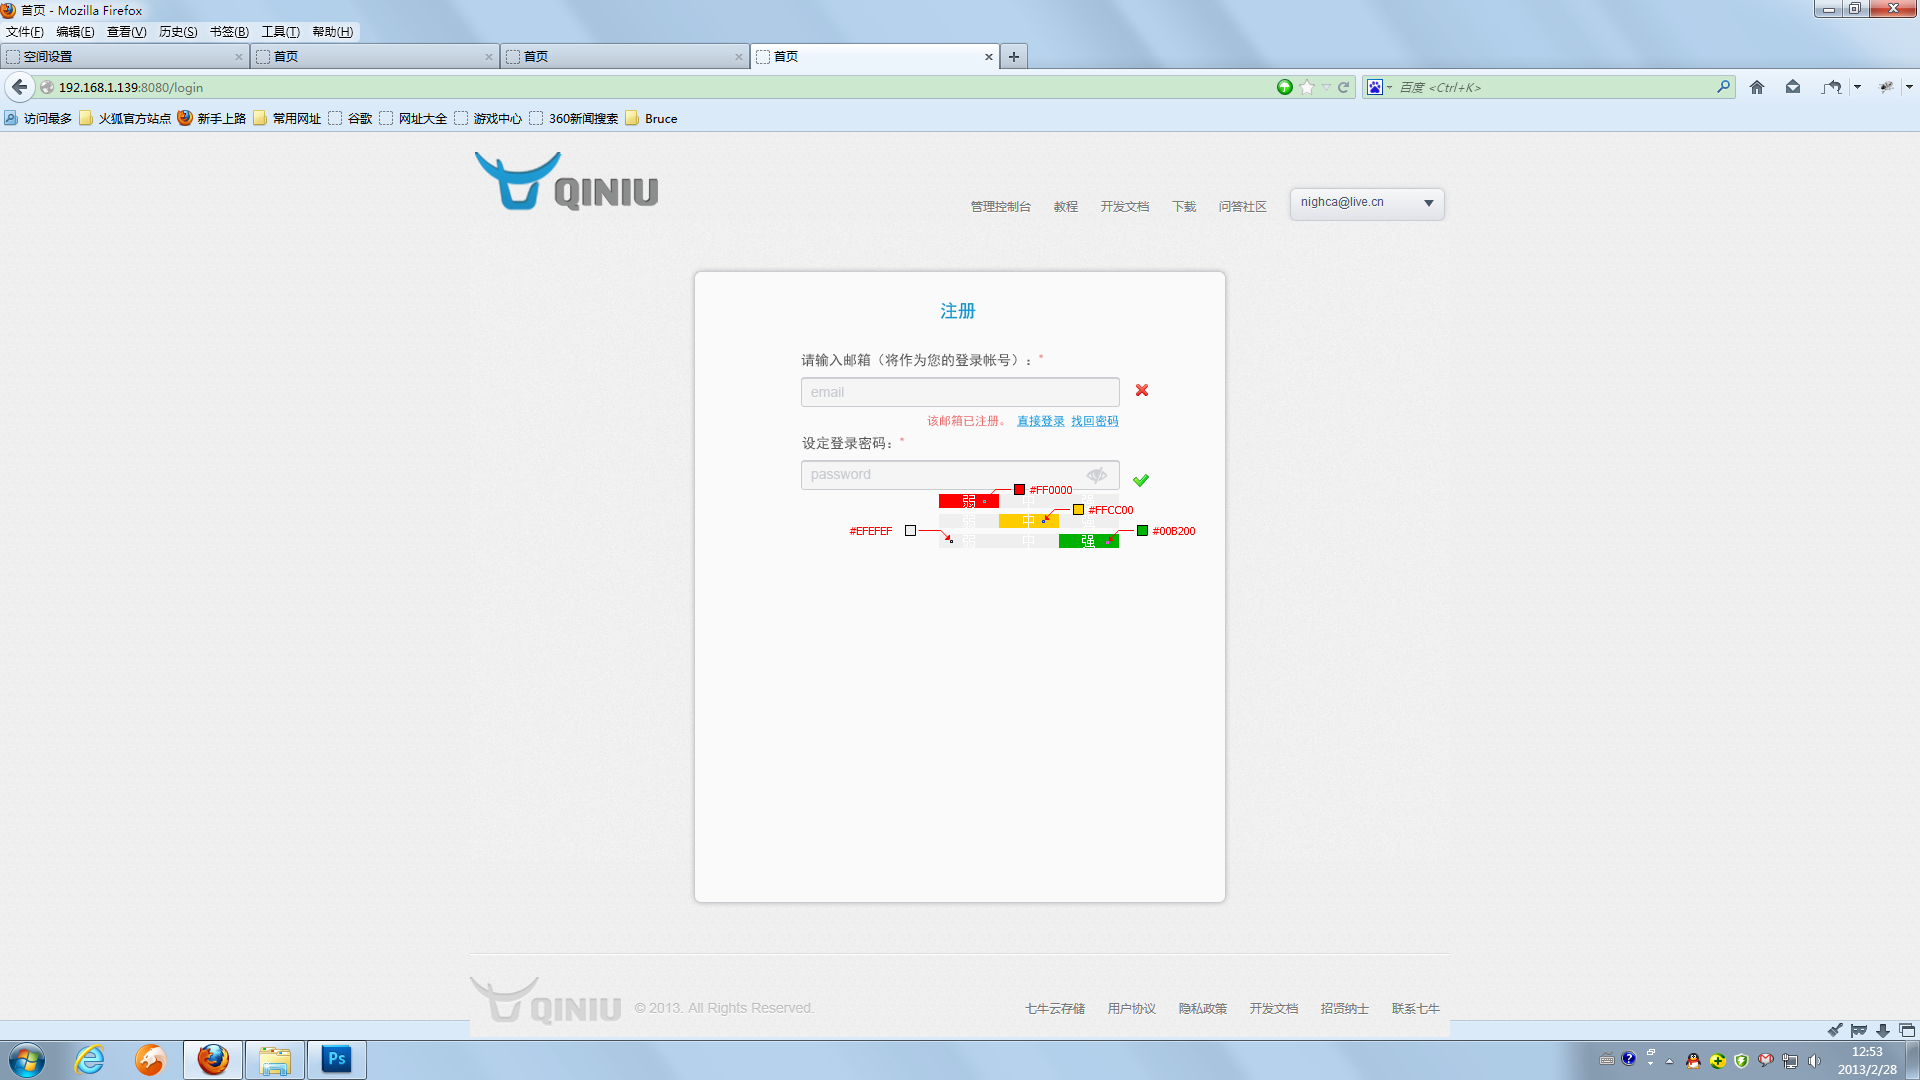 首页 - Mozilla Firefox
文件(F) 编辑(E) 查看(V) 历史(S) 书签(B) 工具(T) 帮助(H)
空间设置 首页 首页 首页
192.168.1.139:8080/login 百度 <Ctrl+K>
访问最多 火狐官方站点 新手上路 常用网址 谷歌 网址大全 游戏中心 360新闻搜索 Bruce
QINIU
管理控制台 教程 开发文档 下载 问答社区 nighca@live.cn
注册
请输入邮箱（将作为您的登录帐号）：*
email
该邮箱已注册。 直接登录 找回密码
设定登录密码：*
password
弱 中 强 #FF0000
弱 中 强 #FFCC00
#EFEFEF 弱 中 强 #00B200
QINIU © 2013. All Rights Reserved. 七牛云存储 用户协议 隐私政策 开发文档 招贤纳士 联系七牛
Ps
12:53
2013/2/28